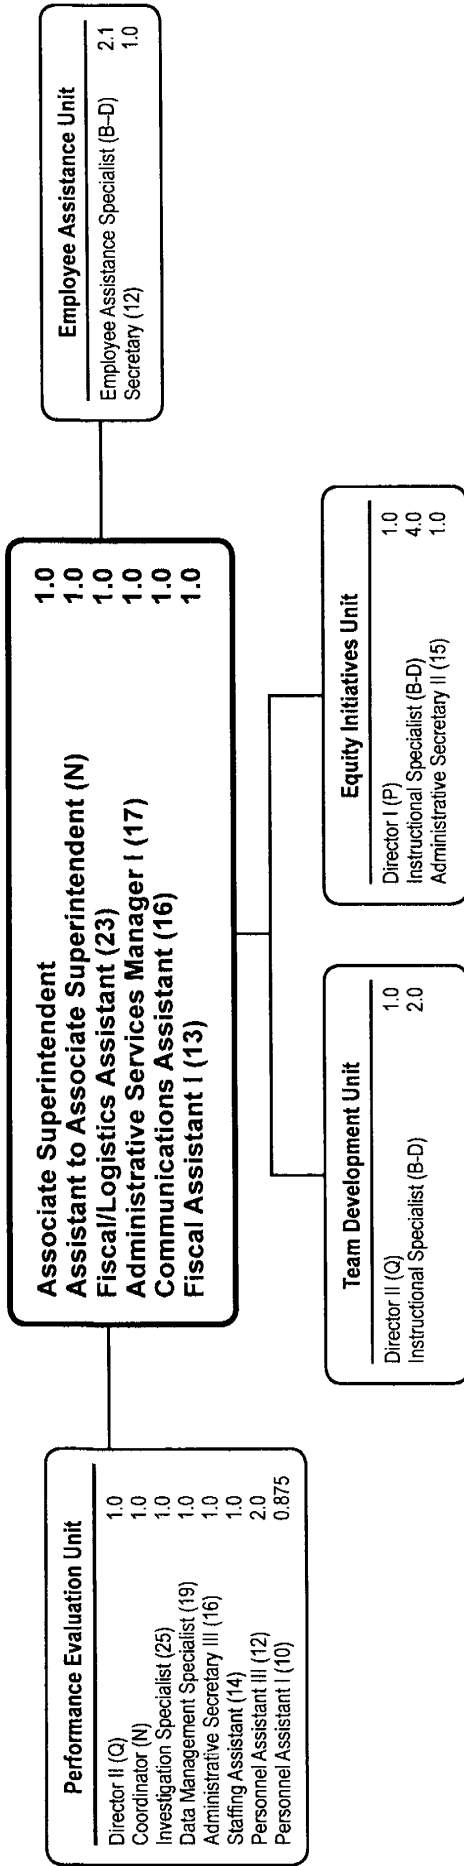 Associate Superintendent 1.0
Assistant to Associate Superintendent (N) 1.0
Fiscal/Logistics Assistant (23) 1.0
Administrative Services Manager I (17) 1.0
Communications Assistant (16) 1.0
Fiscal Assistant I (13) 1.0
Performance Evaluation Unit
Director II (Q) 1.0
Coordinator (N) 1.0
Investigation Specialist (25) 1.0
Data Management Specialist (19) 1.0
Administrative Secretary III (16) 1.0
Staffing Assistant (14) 1.0
Personnel Assistant III (12) 2.0
Personnel Assistant I (10) 0.875
Employee Assistance Unit
Employee Assistance Specialist (B–D) 2.1
Secretary (12) 1.0
Team Development Unit
Director II (Q) 1.0
Instructional Specialist (B-D) 2.0
Equity Initiatives Unit
Director I (P) 1.0
Instructional Specialist (B-D) 4.0
Administrative Secretary II (15) 1.0